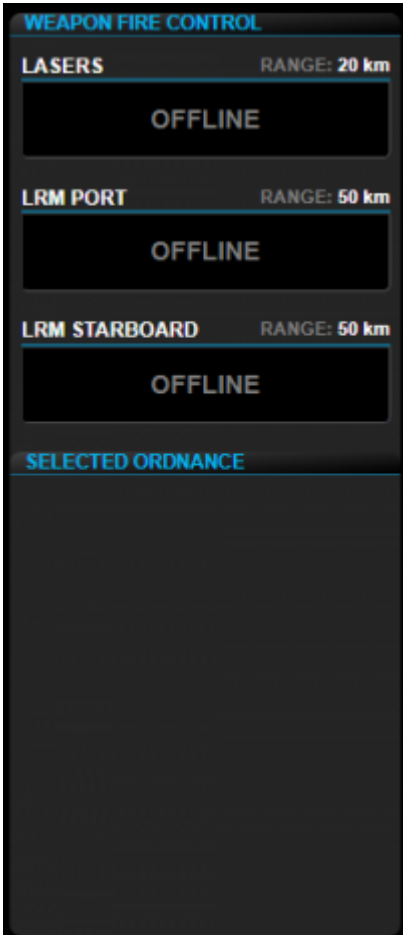 WEAPON FIRE CONTROL
LASERS RANGE: 20 km
OFFLINE
LRM PORT RANGE: 50 km
OFFLINE
LRM STARBOARD RANGE: 50 km
OFFLINE
SELECTED ORDNANCE